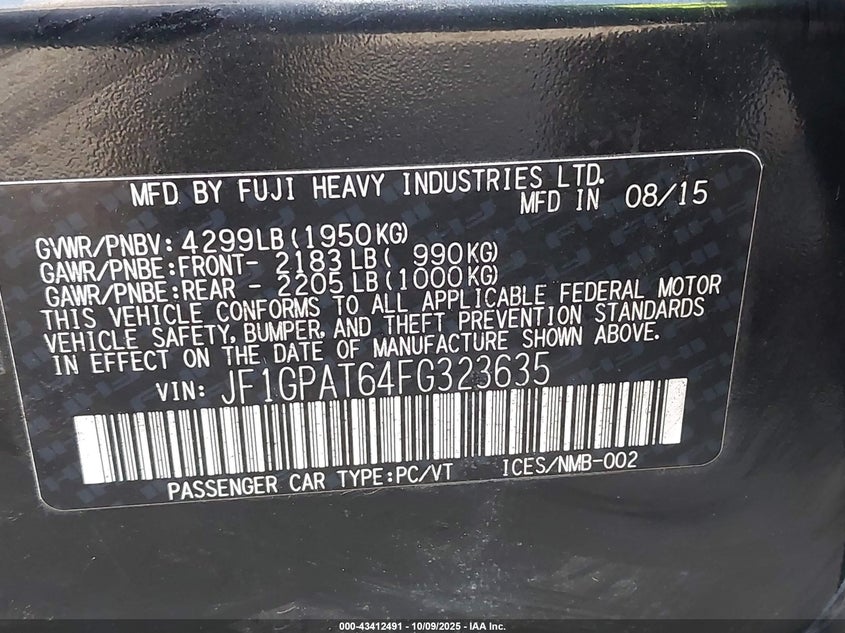 MFD BY FUJI HEAVY INDUSTRIES LTD.
MFD IN 08/15
GVWR/PNBV: 4299LB(1950KG)
GAWR/PNBE:FRONT- 2183 LB( 990KG)
GAWR/PNBE:REAR - 2205 LB(1000KG)
THIS VEHICLE CONFORMS TO ALL APPLICABLE FEDERAL MOTOR
VEHICLE SAFETY, BUMPER, AND THEFT PREVENTION STANDARDS
IN EFFECT ON THE DATE OF MANUFACTURE SHOWN ABOVE.
VIN: JF1GPAT64FG323635
PASSENGER CAR TYPE:PC/VT ICES/NMB-002
000-43412491 - 10/09/2025 - IAA Inc.